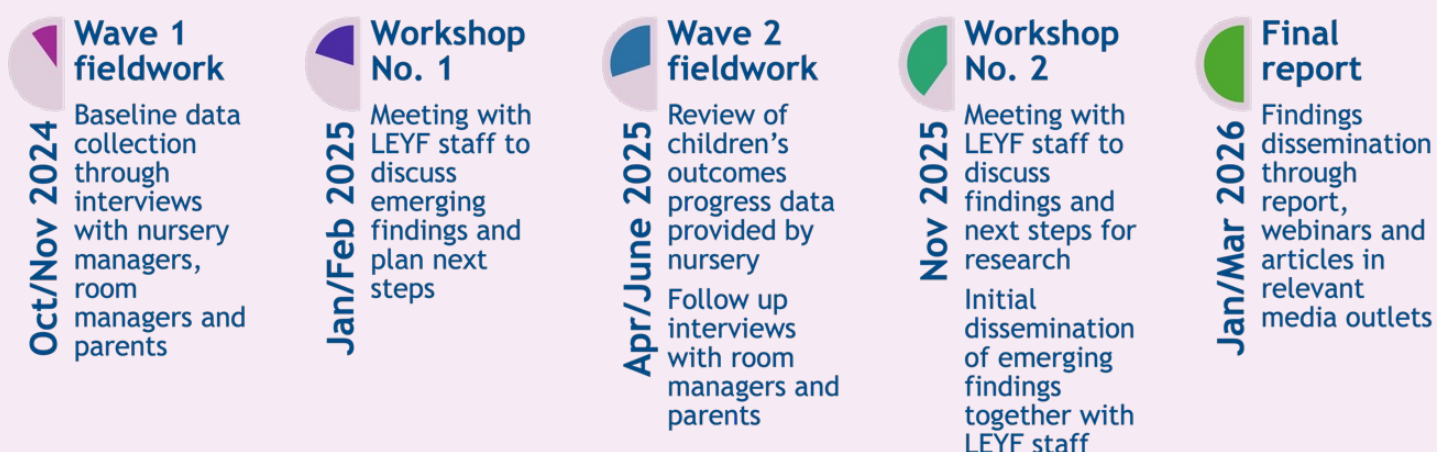 Wave 1
fieldwork
Oct/Nov 2024
Baseline data
collection
through
interviews
with nursery
managers,
room
managers and
parents
Workshop
No. 1
Jan/Feb 2025
Meeting with
LEYF staff to
discuss
emerging
findings and
plan next
steps
Wave 2
fieldwork
Apr/June 2025
Review of
children’s
outcomes
progress data
provided by
nursery
Follow up
interviews
with room
managers and
parents
Workshop
No. 2
Nov 2025
Meeting with
LEYF staff to
discuss
findings and
next steps for
research
Initial
dissemination
of emerging
findings
together with
LEYF staff
Final
report
Jan/Mar 2026
Findings
dissemination
through
report,
webinars and
articles in
relevant
media outlets